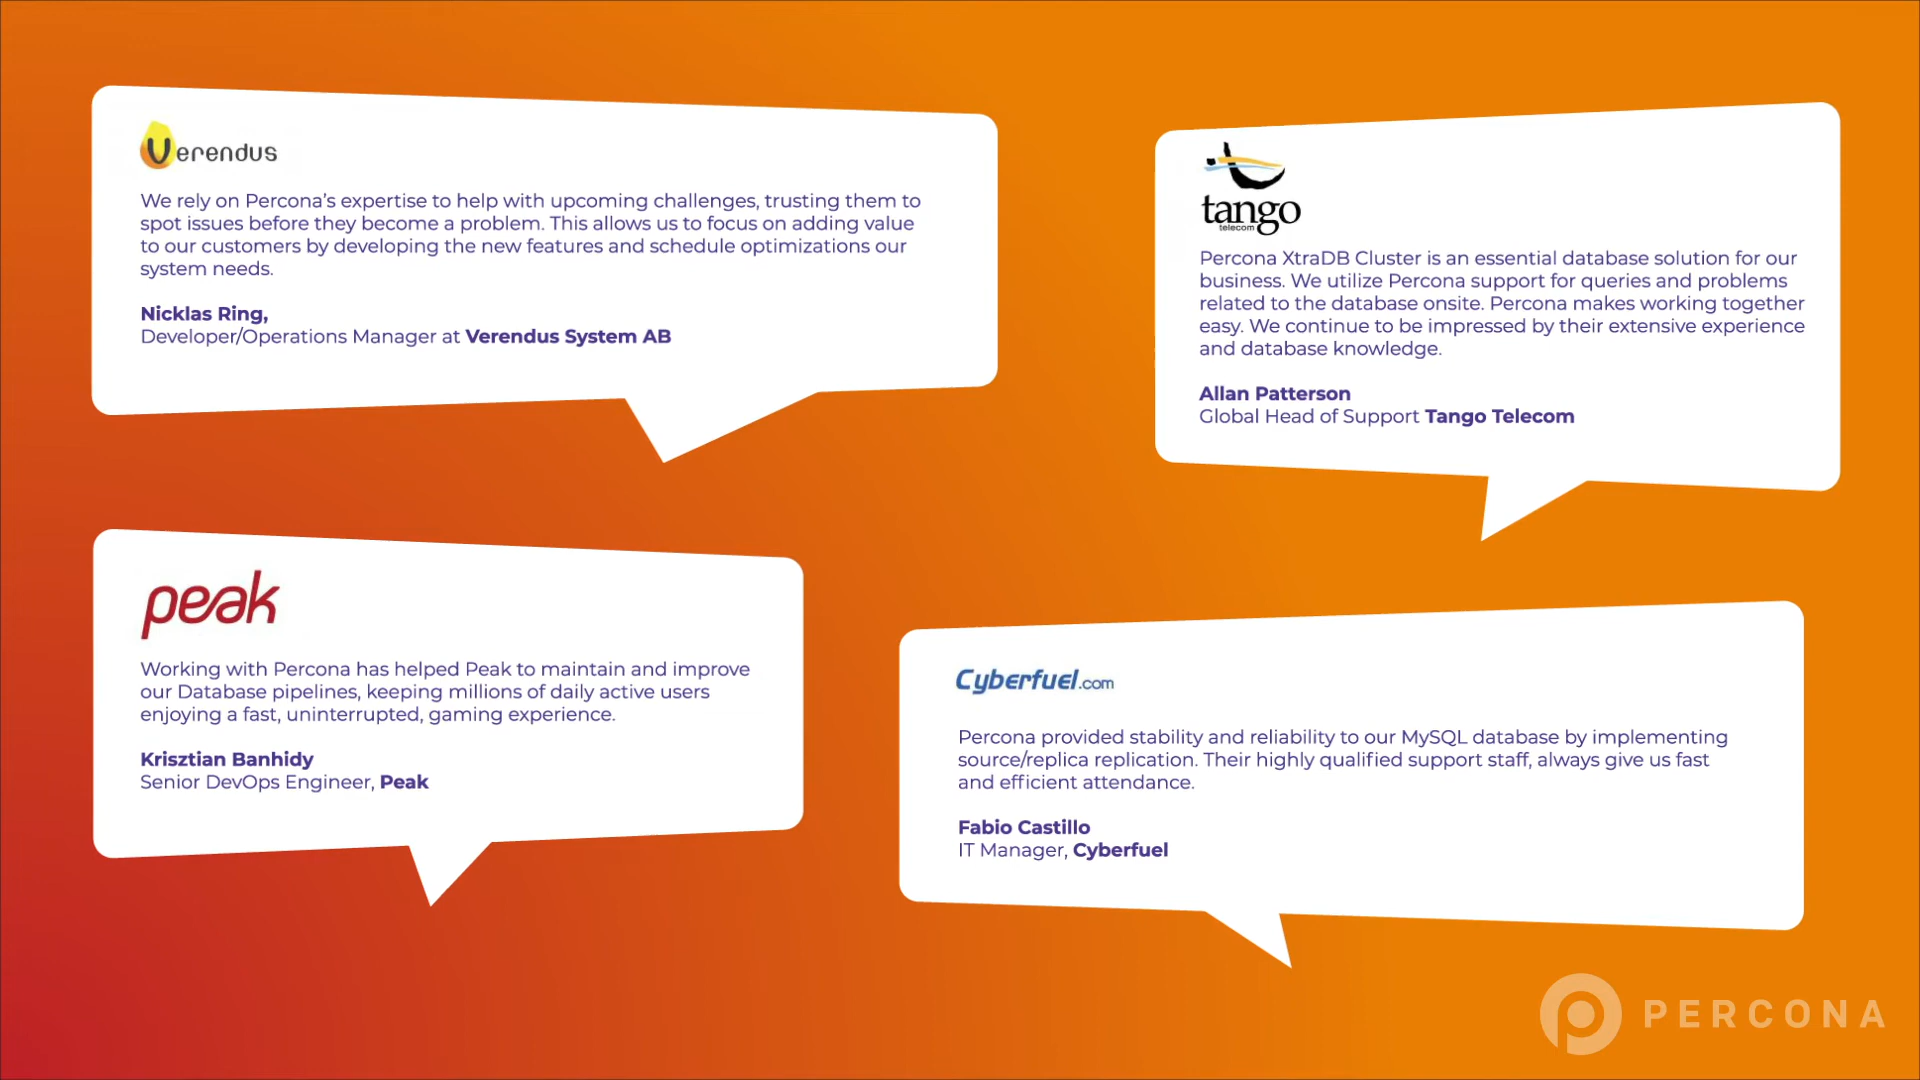 Verendus
We rely on Percona’s expertise to help with upcoming challenges, trusting them to
spot issues before they become a problem. This allows us to focus on adding value
to our customers by developing the new features and schedule optimizations our
system needs.
Nicklas Ring,
Developer/Operations Manager at Verendus System AB
tango
telecom
Percona XtraDB Cluster is an essential database solution for our
business. We utilize Percona support for queries and problems
related to the database onsite. Percona makes working together
easy. We continue to be impressed by their extensive experience
and database knowledge.
Allan Patterson
Global Head of Support Tango Telecom
peak
Working with Percona has helped Peak to maintain and improve
our Database pipelines, keeping millions of daily active users
enjoying a fast, uninterrupted, gaming experience.
Krisztian Banhidy
Senior DevOps Engineer, Peak
Cyberfuel.com
Percona provided stability and reliability to our MySQL database by implementing
source/replica replication. Their highly qualified support staff, always give us fast
and efficient attendance.
Fabio Castillo
IT Manager, Cyberfuel
PERCONA